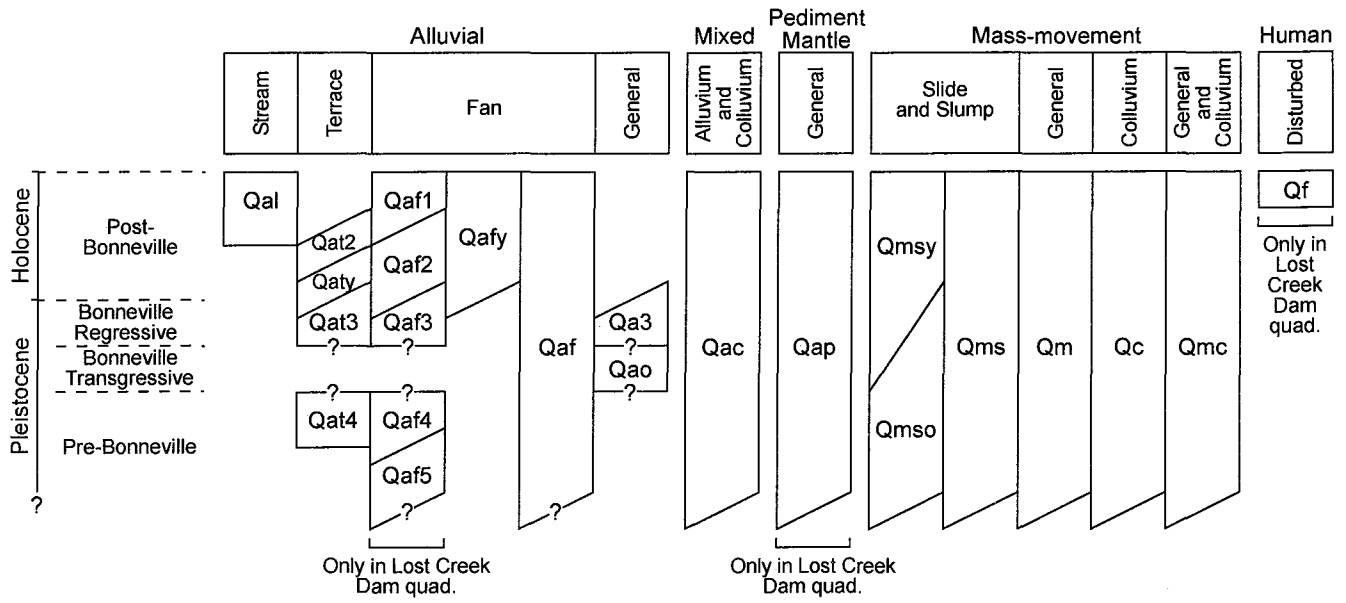 Alluvial
Mixed
Pediment
Mantle
Mass-movement
Human
Stream
Terrace
Fan
General
Alluvium
and
Colluvium
General
Slide
and Slump
General
Colluvium
General
and
Colluvium
Disturbed
Holocene
Pleistocene
?
Post-
Bonneville
Bonneville
Regressive
Bonneville
Transgressive
Pre-Bonneville
Qal
Qat2
Qaty
Qat3
?
?
Qat4
Qaf1
Qaf2
Qaf3
?
?
Qaf4
Qaf5
?
Only in Lost Creek
Dam quad.
Qafy
Qaf
?
Qa3
?
Qao
?
Qac
Qap
Only in Lost Creek
Dam quad.
Qmsy
Qmso
Qms
Qm
Qc
Qmc
Qf
Only in
Lost
Creek
Dam
quad.